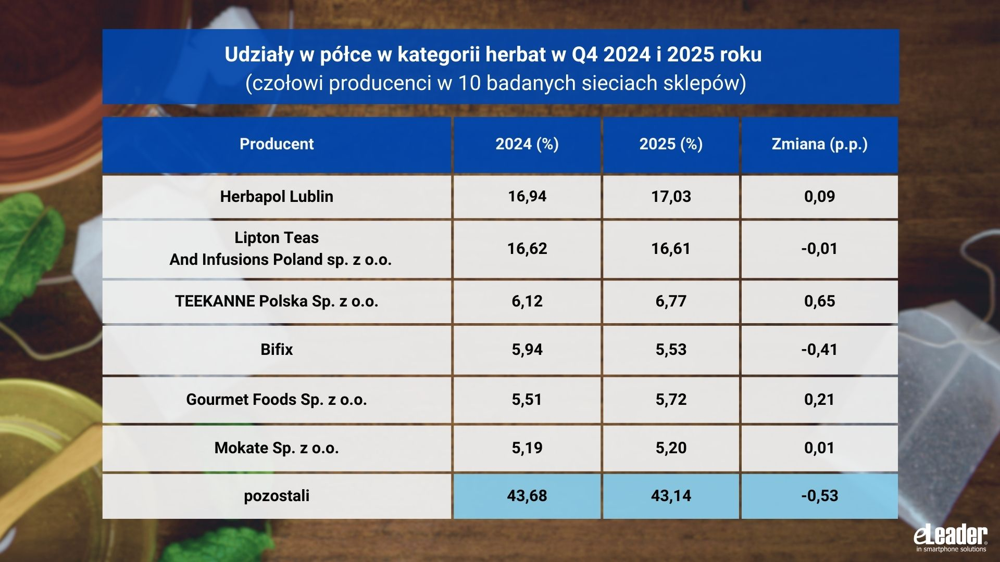 Udziały w półce w kategorii herbat w Q4 2024 i 2025 roku
(czołowi producenci w 10 badanych sieciach sklepów)
Producent 2024 (%) 2025 (%) Zmiana (p.p.)
Herbapol Lublin 16,94 17,03 0,09
Lipton Teas
And Infusions Poland sp. z o.o. 16,62 16,61 -0,01
TEEKANNE Polska Sp. z o.o. 6,12 6,77 0,65
Bifix 5,94 5,53 -0,41
Gourmet Foods Sp. z o.o. 5,51 5,72 0,21
Mokate Sp. z o.o. 5,19 5,20 0,01
pozostali 43,68 43,14 -0,53
eLeader®
in smartphone solutions